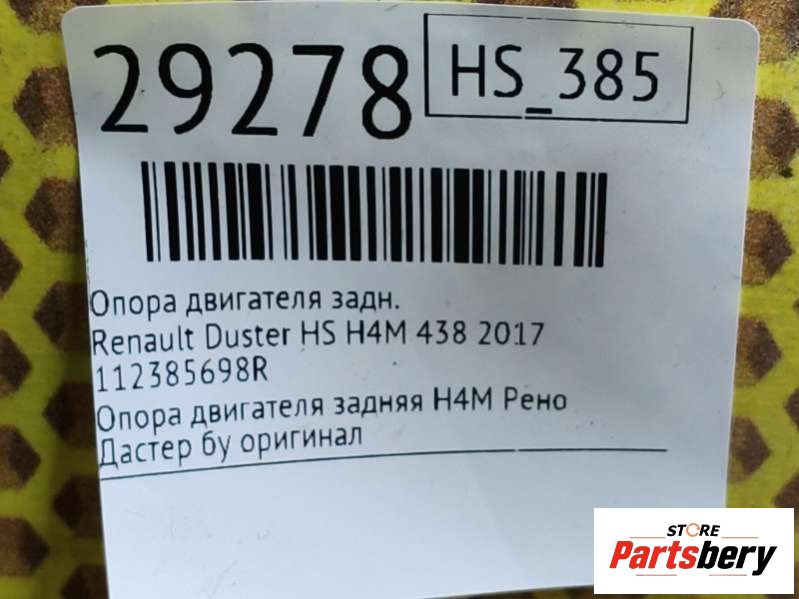 29278
HS_385
Опора двигателя задн.
Renault Duster HS H4M 438 2017
112385698R
Опора двигателя задняя H4M Рено
Дастер бу оригинал
STORE
Partsbery